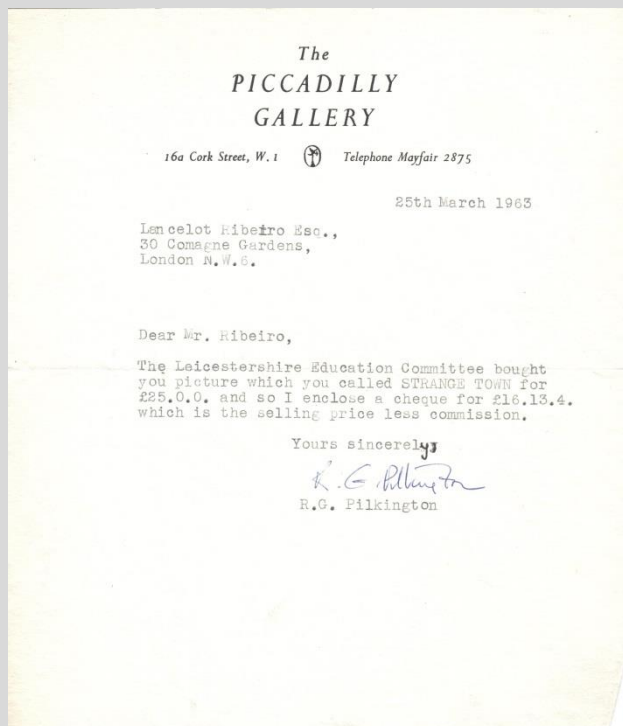 The
PICCADILLY
GALLERY
16a Cork Street, W. 1 Telephone Mayfair 2875
25th March 1963
Lancelot Ribeiro Esq.,
30 Comagne Gardens,
London N.W.6.
Dear Mr. Ribeiro,
The Leicestershire Education Committee bought
you picture which you called STRANGE TOWN for
£25.0.0. and so I enclose a cheque for £16.13.4.
which is the selling price less commission.
Yours sincerely,
R. G. Pilkington
R.G. Pilkington